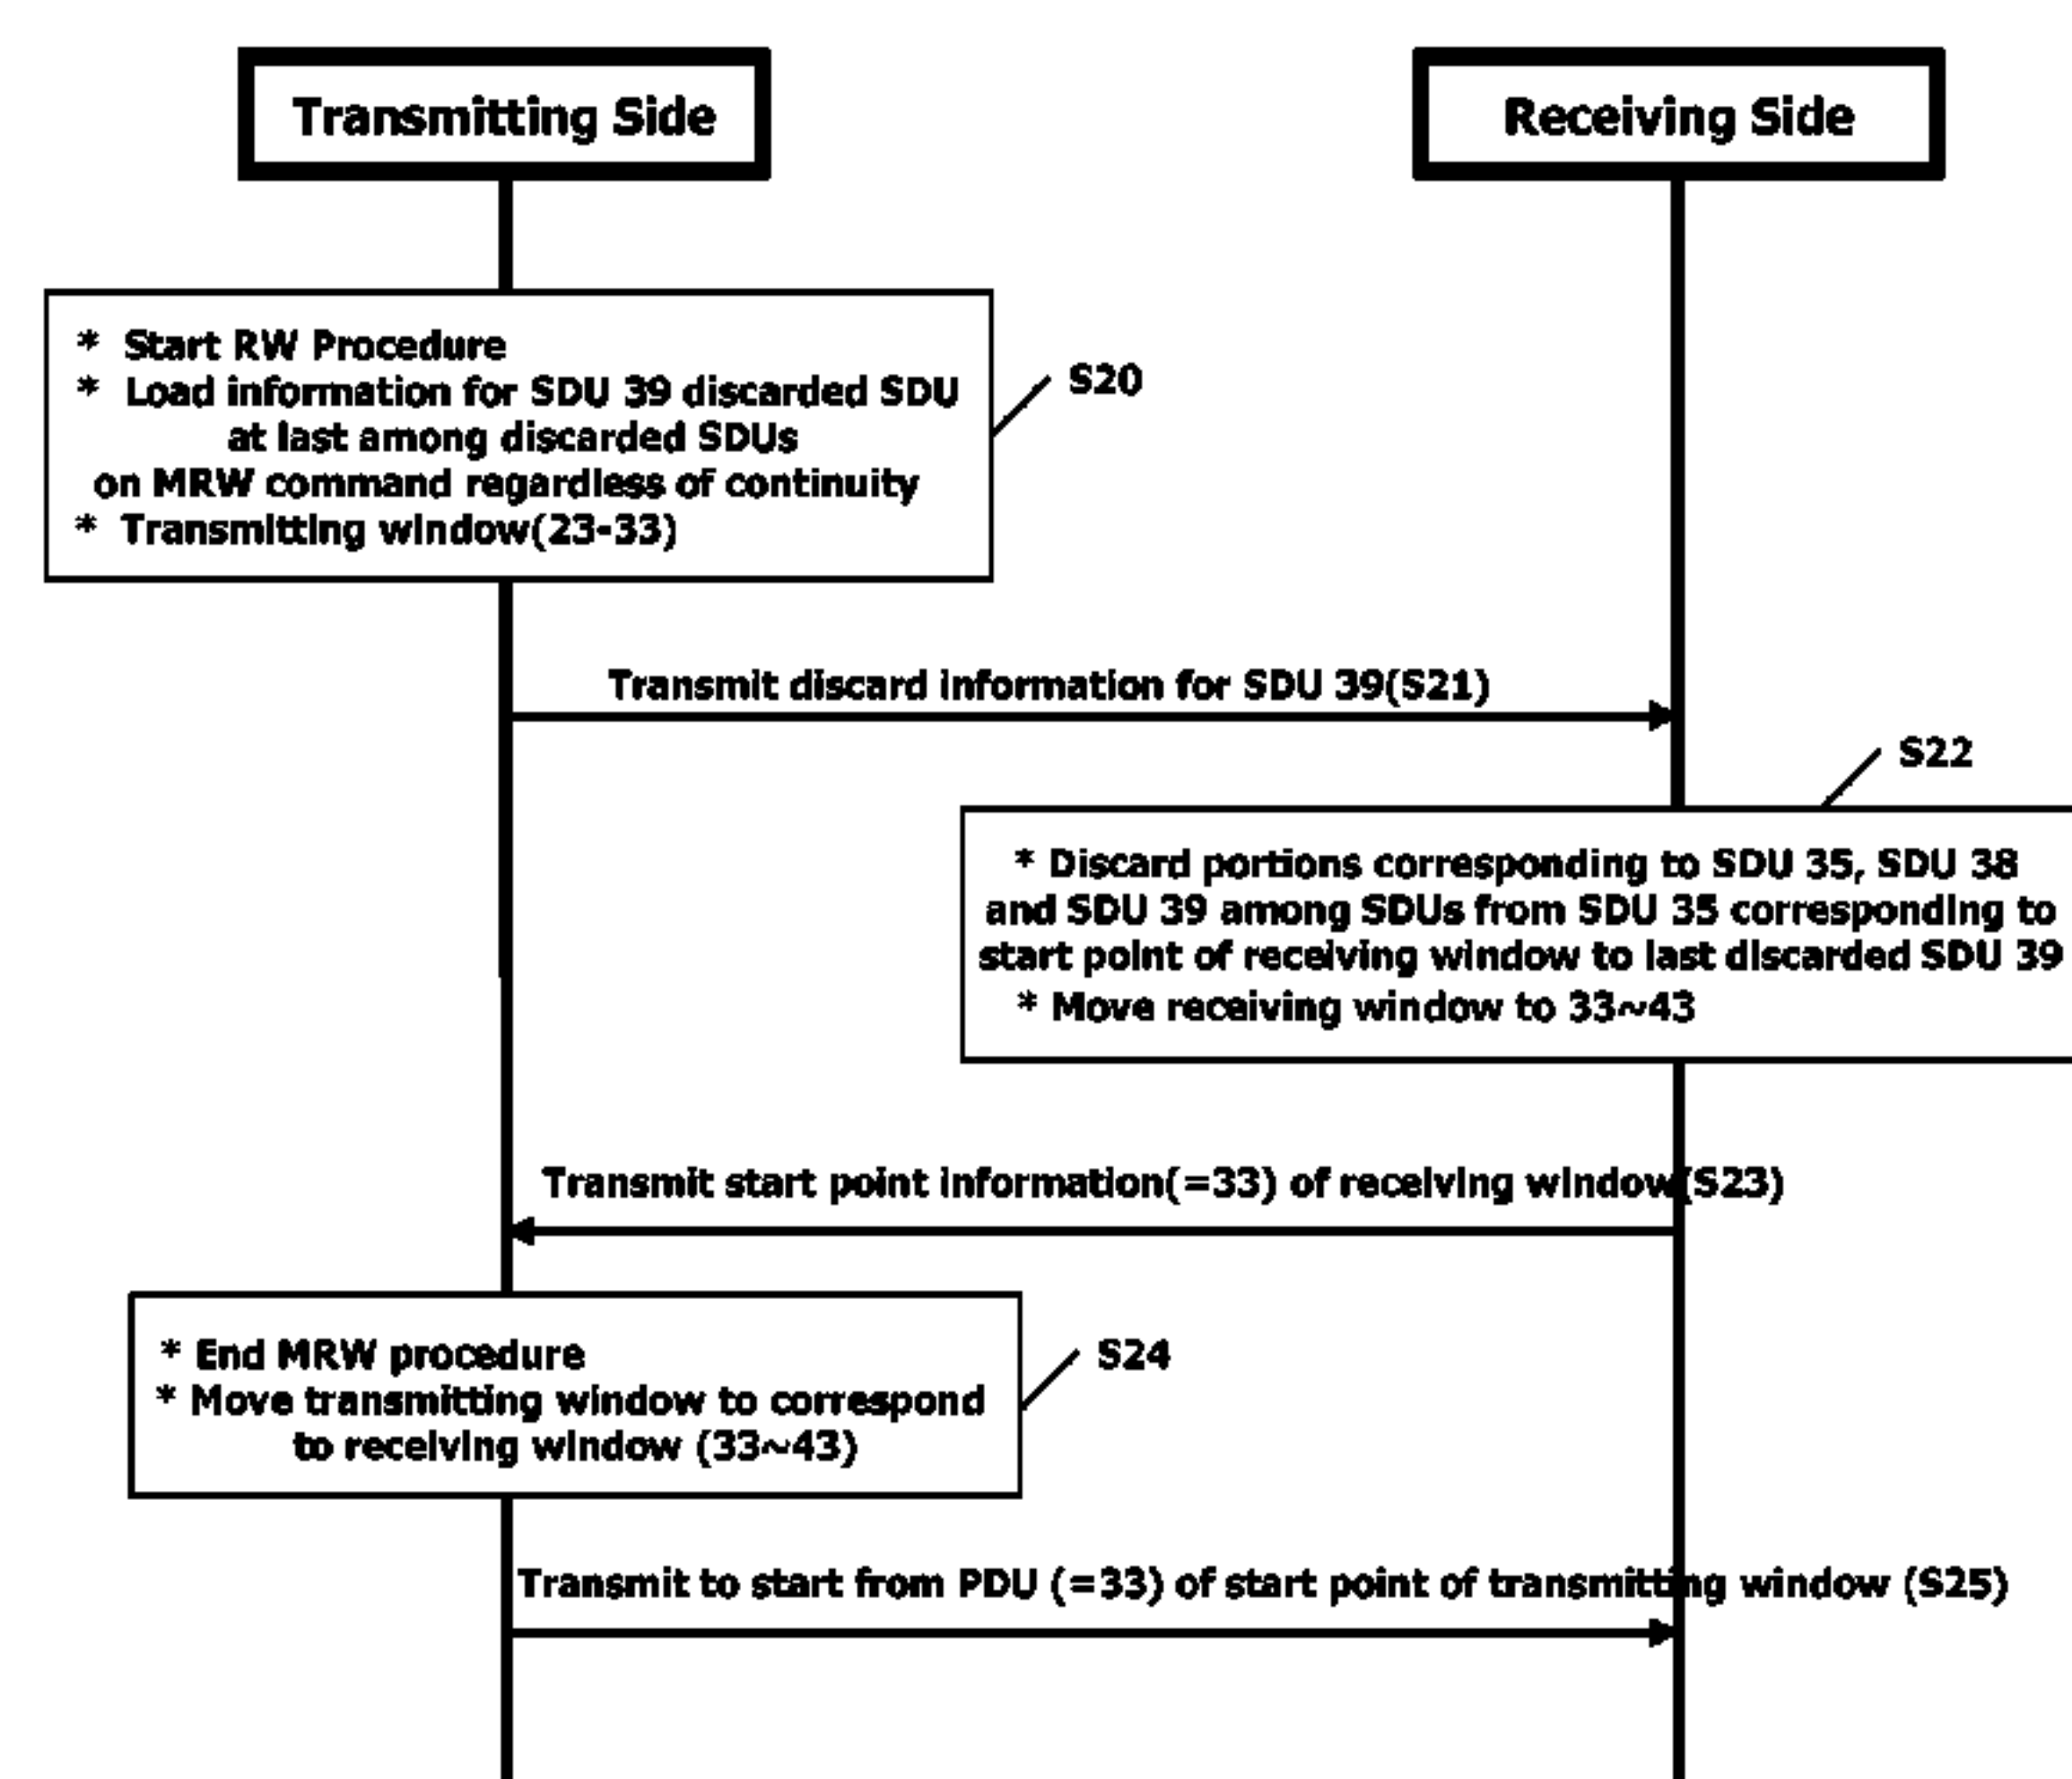 Transmitting Side
Receiving Side
* Start RW Procedure
* Load information for SDU 39 discarded SDU
at last among discarded SDUs
on MRW command regardless of continuity
* Transmitting window(23-33)
S20
Transmit discard information for SDU 39(S21)
S22
* Discard portions corresponding to SDU 35, SDU 38
and SDU 39 among SDUs from SDU 35 corresponding to
start point of receiving window to last discarded SDU 39
* Move receiving window to 33~43
Transmit start point information(=33) of receiving window(S23)
* End MRW procedure
* Move transmitting window to correspond
to receiving window (33~43)
S24
Transmit to start from PDU (=33) of start point of transmitting window (S25)